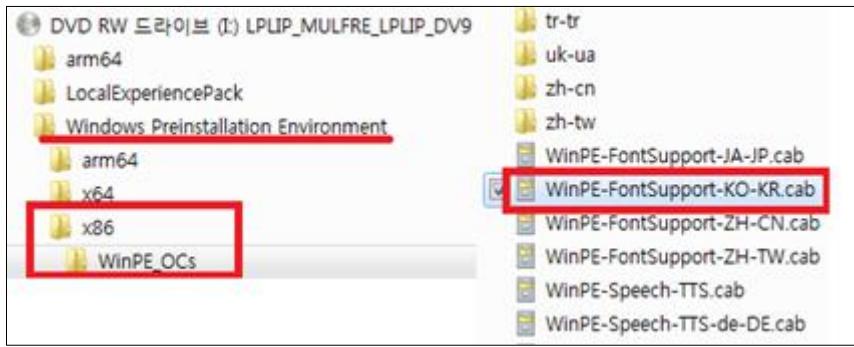 DVD RW 드라이브 (I:) LPLIP_MULFRE_LPLIP_DV9
arm64
LocalExperiencePack
Windows Preinstallation Environment
arm64
x64
x86
WinPE_OCs
tr-tr
uk-ua
zh-cn
zh-tw
WinPE-FontSupport-JA-JP.cab
WinPE-FontSupport-KO-KR.cab
WinPE-FontSupport-ZH-CN.cab
WinPE-FontSupport-ZH-TW.cab
WinPE-Speech-TTS.cab
WinPE-Speech-TTS-de-DE.cab